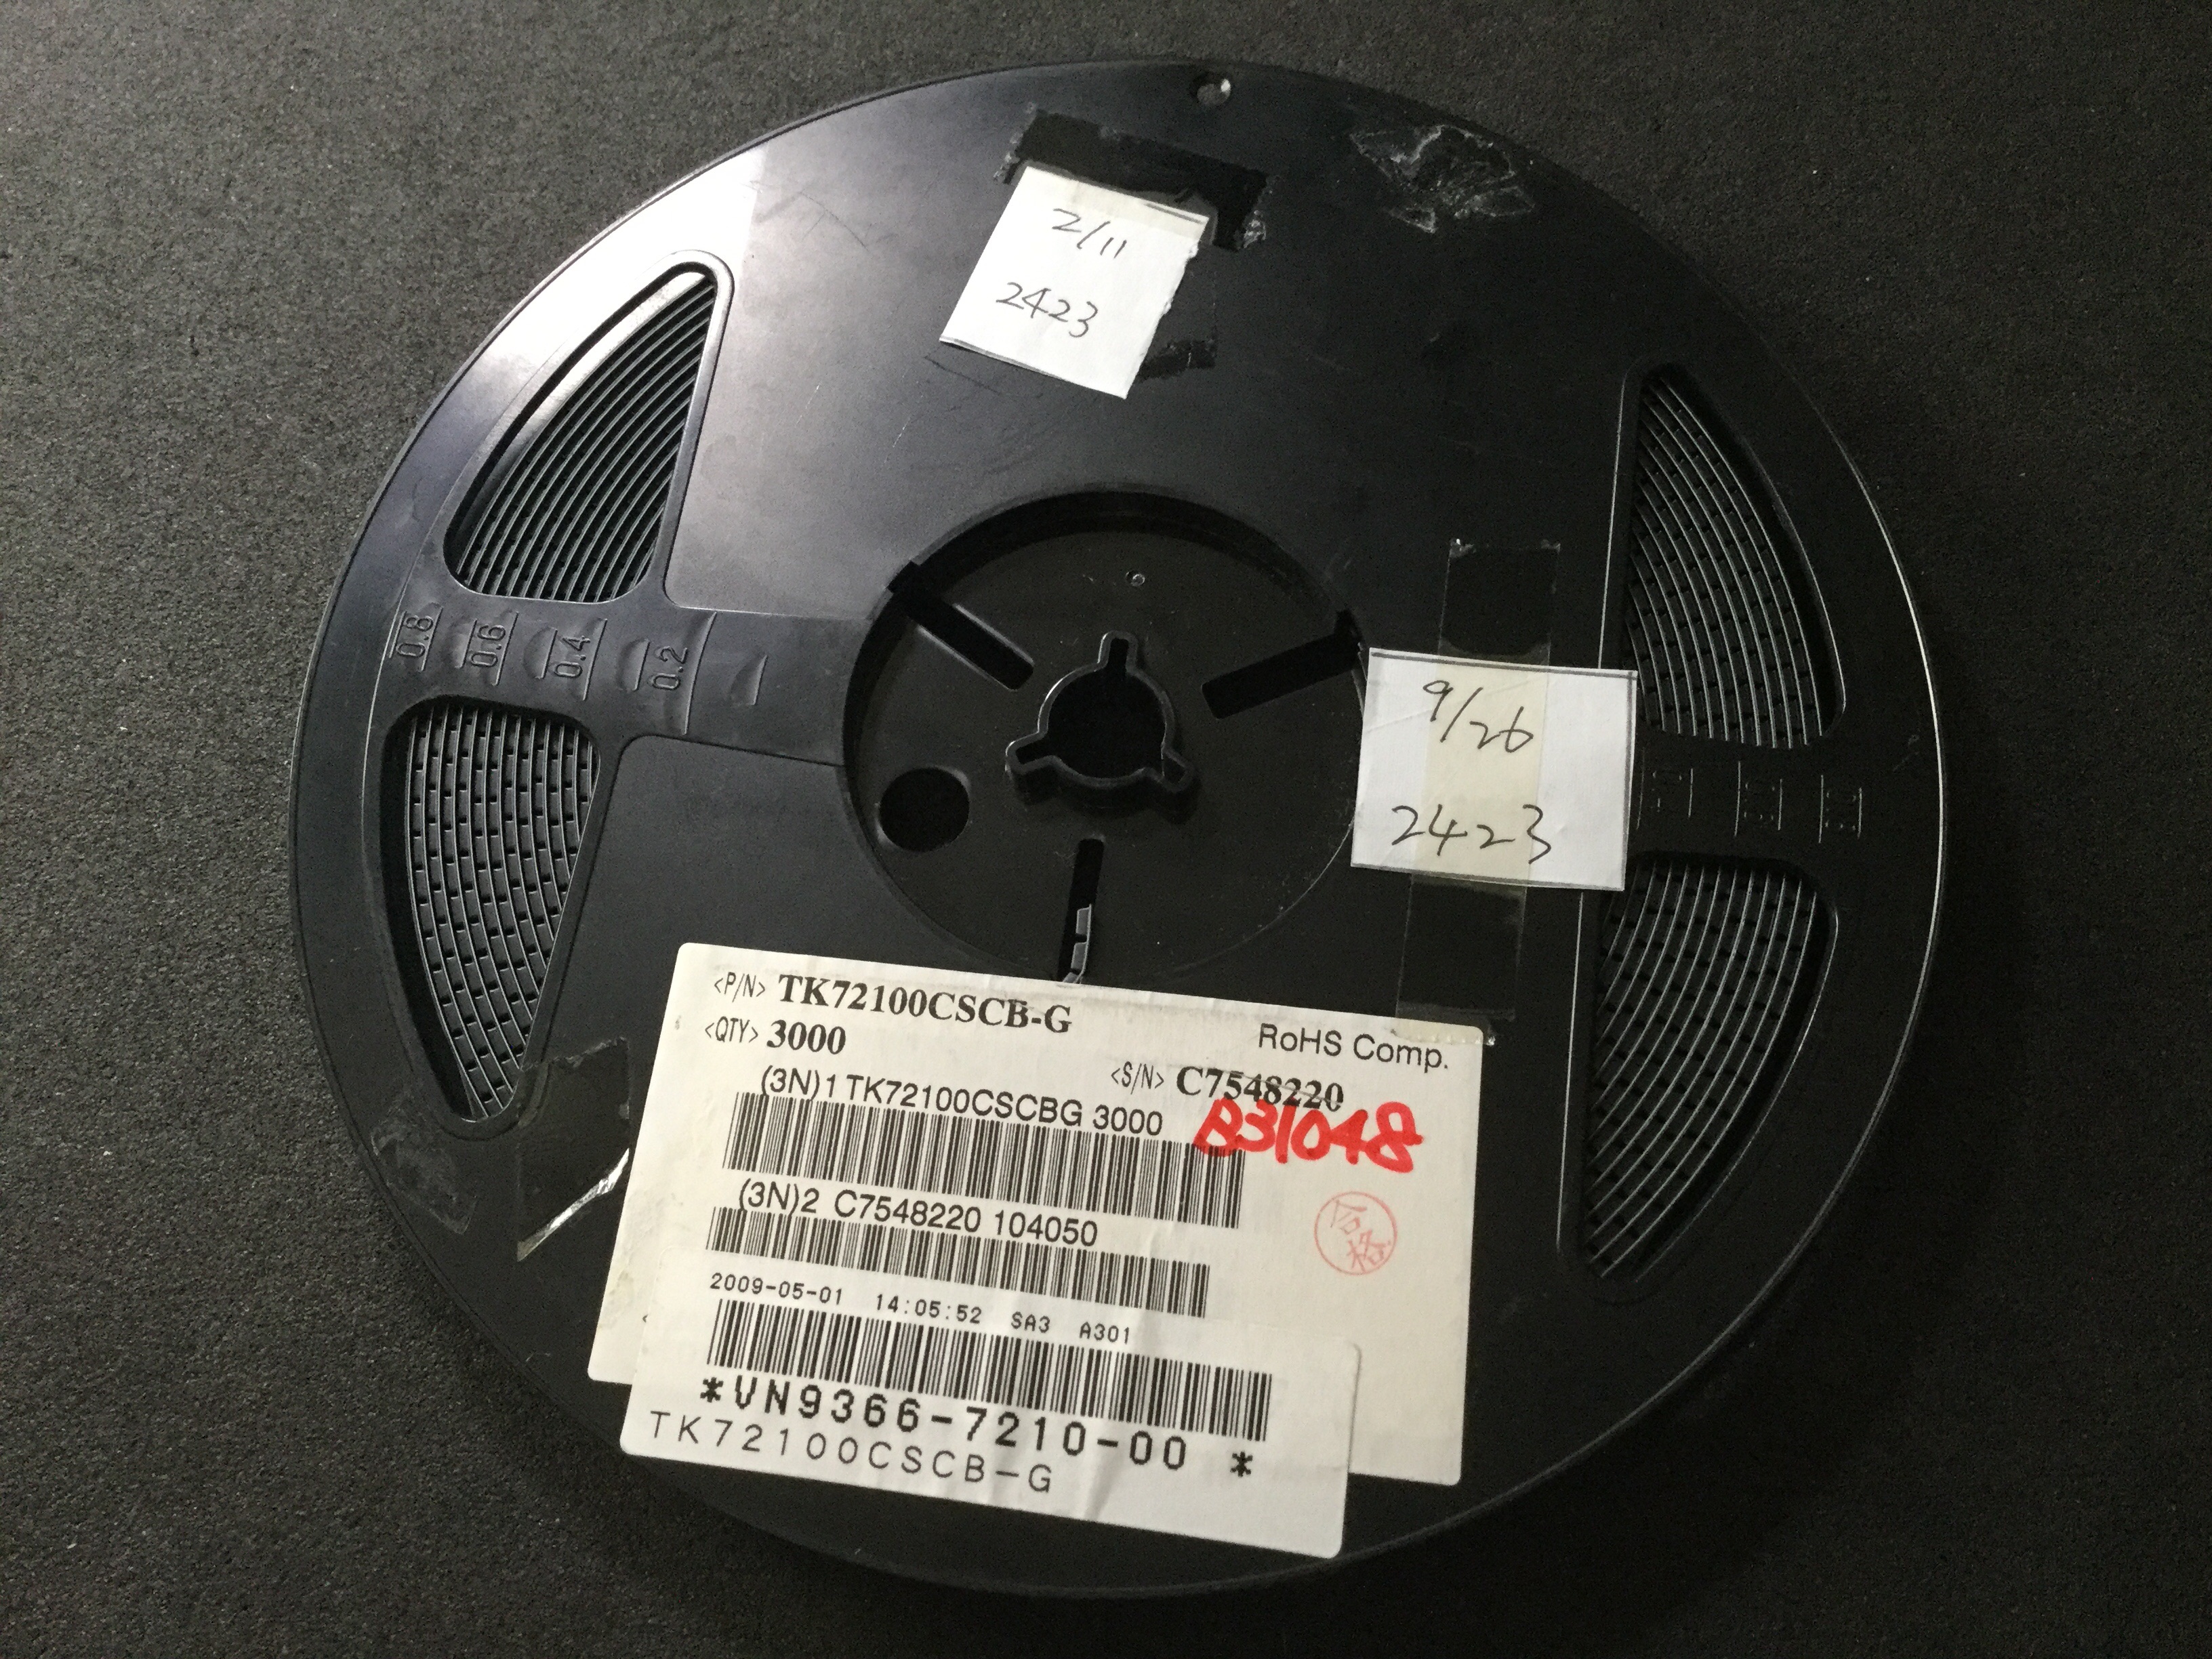 2/11
2423
0.8
0.6
0.4
0.2
9/26
2423
<P/N> TK72100CSCB-G
RoHS Comp.
<QTY> 3000
<S/N> C7548220
(3N)1 TK72100CSCBG 3000
B31048
(3N)2 C7548220 104050
合格
2009-05-01 14:05:52 SA3 A301
*VN9366-7210-00 *
TK72100CSCB-G